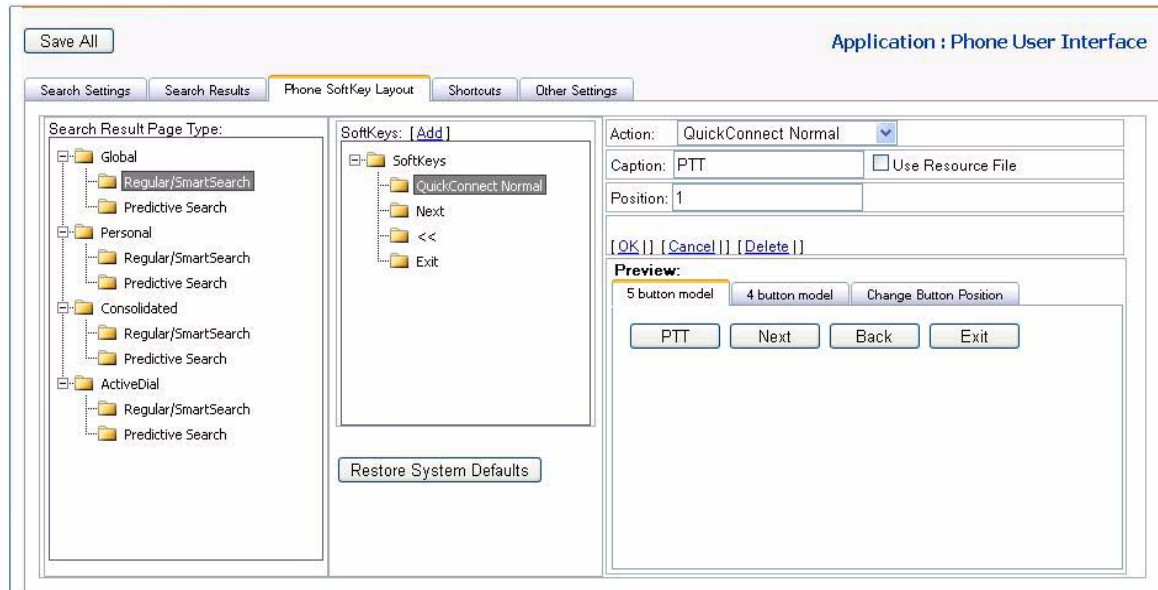 Save All
Application : Phone User Interface
Search Settings
Search Results
Phone SoftKey Layout
Shortcuts
Other Settings
Search Result Page Type:
Global
Regular/SmartSearch
Predictive Search
Personal
Regular/SmartSearch
Predictive Search
Consolidated
Regular/SmartSearch
Predictive Search
ActiveDial
Regular/SmartSearch
Predictive Search
SoftKeys: [Add]
SoftKeys
QuickConnect Normal
Next
<<
Exit
Restore System Defaults
Action: QuickConnect Normal
Caption: PTT Use Resource File
Position: 1
[ OK |] [ Cancel |] [ Delete |]
Preview:
5 button model
4 button model
Change Button Position
PTT Next Back Exit